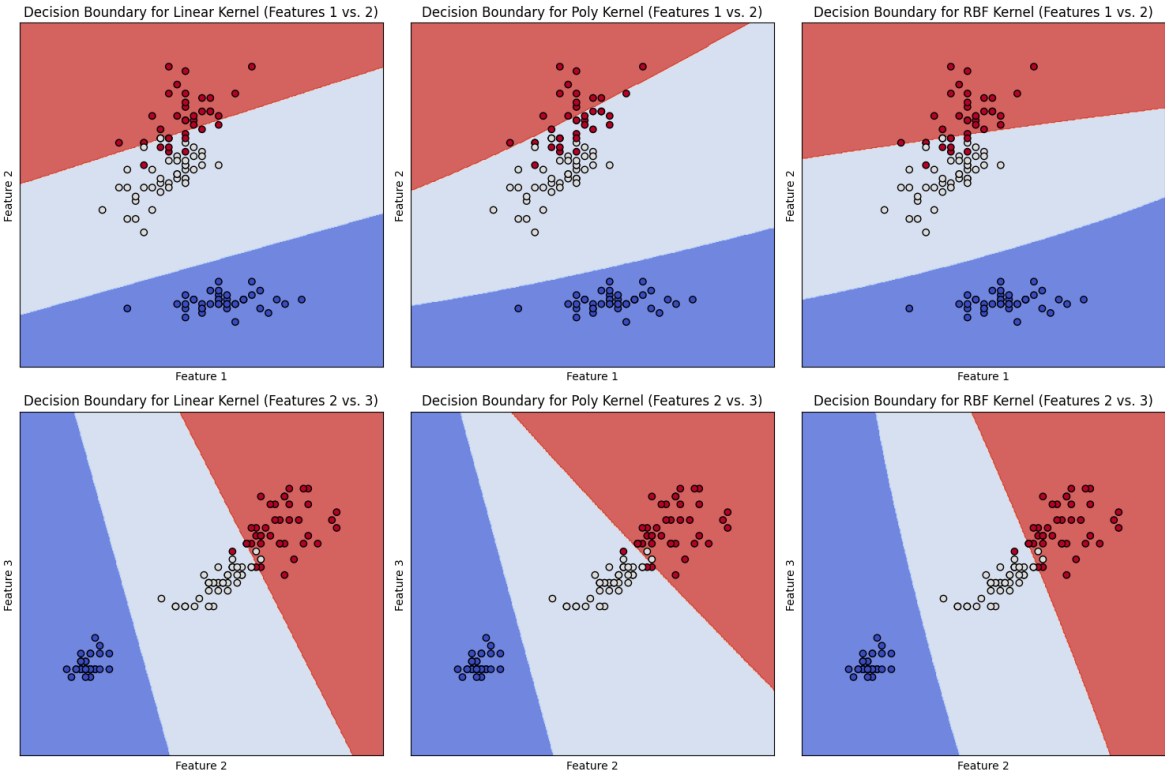 Decision Boundary for Linear Kernel (Features 1 vs. 2)
Decision Boundary for Poly Kernel (Features 1 vs. 2)
Decision Boundary for RBF Kernel (Features 1 vs. 2)
Feature 2
Feature 2
Feature 2
Feature 1
Feature 1
Feature 1
Decision Boundary for Linear Kernel (Features 2 vs. 3)
Decision Boundary for Poly Kernel (Features 2 vs. 3)
Decision Boundary for RBF Kernel (Features 2 vs. 3)
Feature 3
Feature 3
Feature 3
Feature 2
Feature 2
Feature 2